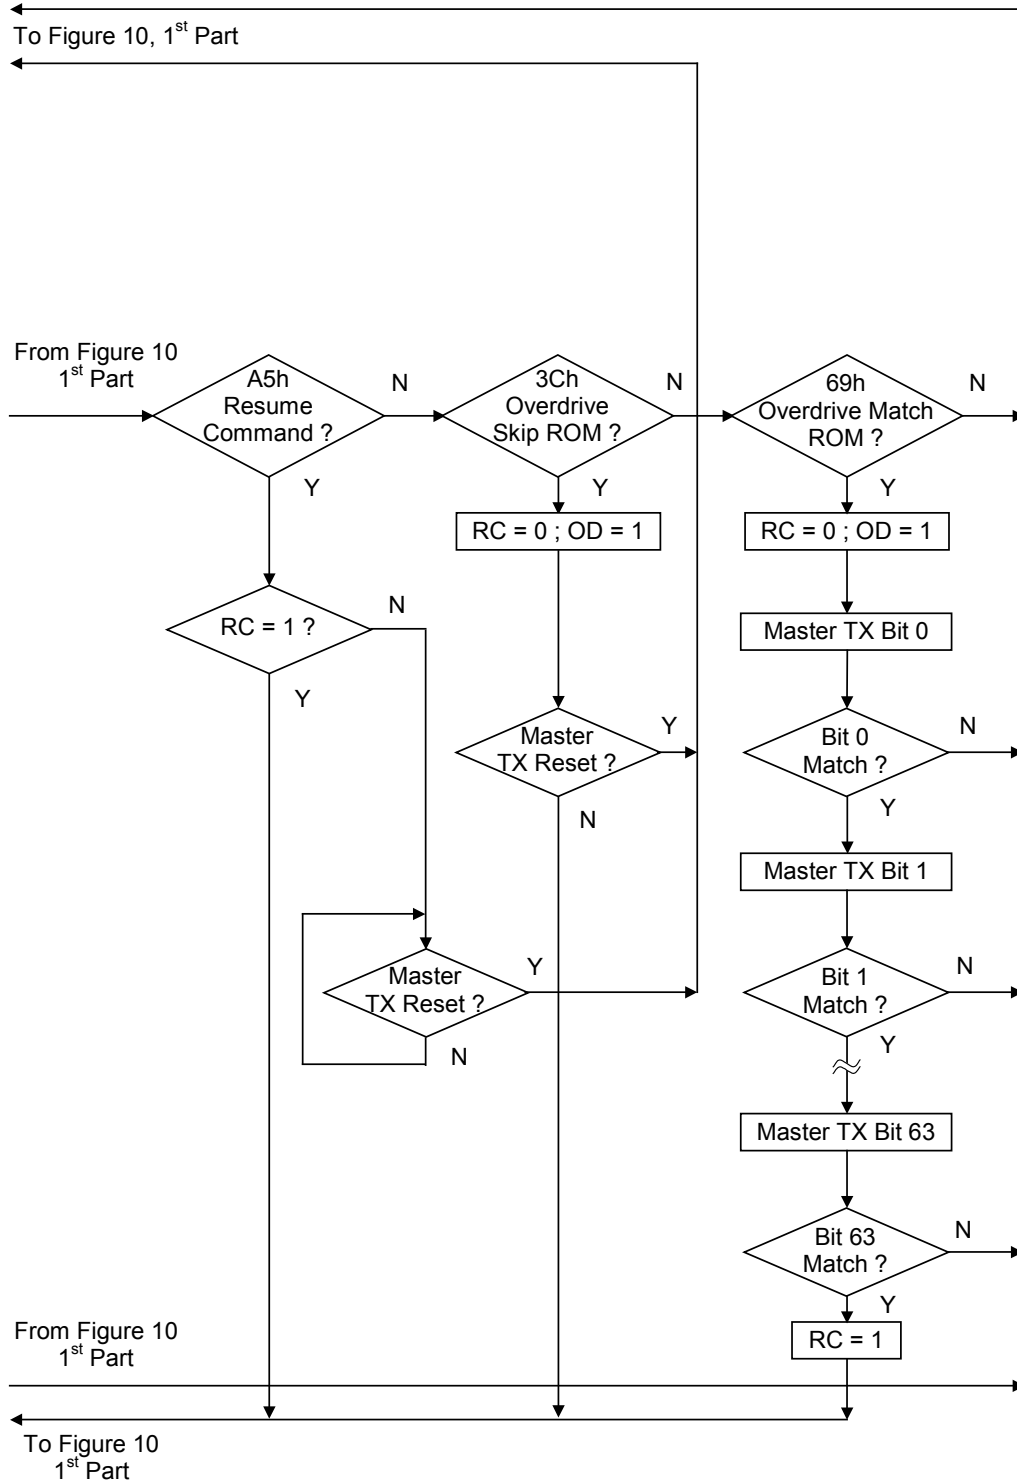 To Figure 10, 1st Part
From Figure 10
1st Part
A5h
Resume
Command ?
N
Y
3Ch
Overdrive
Skip ROM ?
N
Y
69h
Overdrive Match
ROM ?
N
Y
RC = 0 ; OD = 1
RC = 0 ; OD = 1
RC = 1 ?
N
Y
Master TX Bit 0
Master
TX Reset ?
Y
N
Bit 0
Match ?
N
Y
Master TX Bit 1
Master
TX Reset ?
Y
N
Bit 1
Match ?
N
Y
Master TX Bit 63
Bit 63
Match ?
N
Y
RC = 1
From Figure 10
1st Part
To Figure 10
1st Part